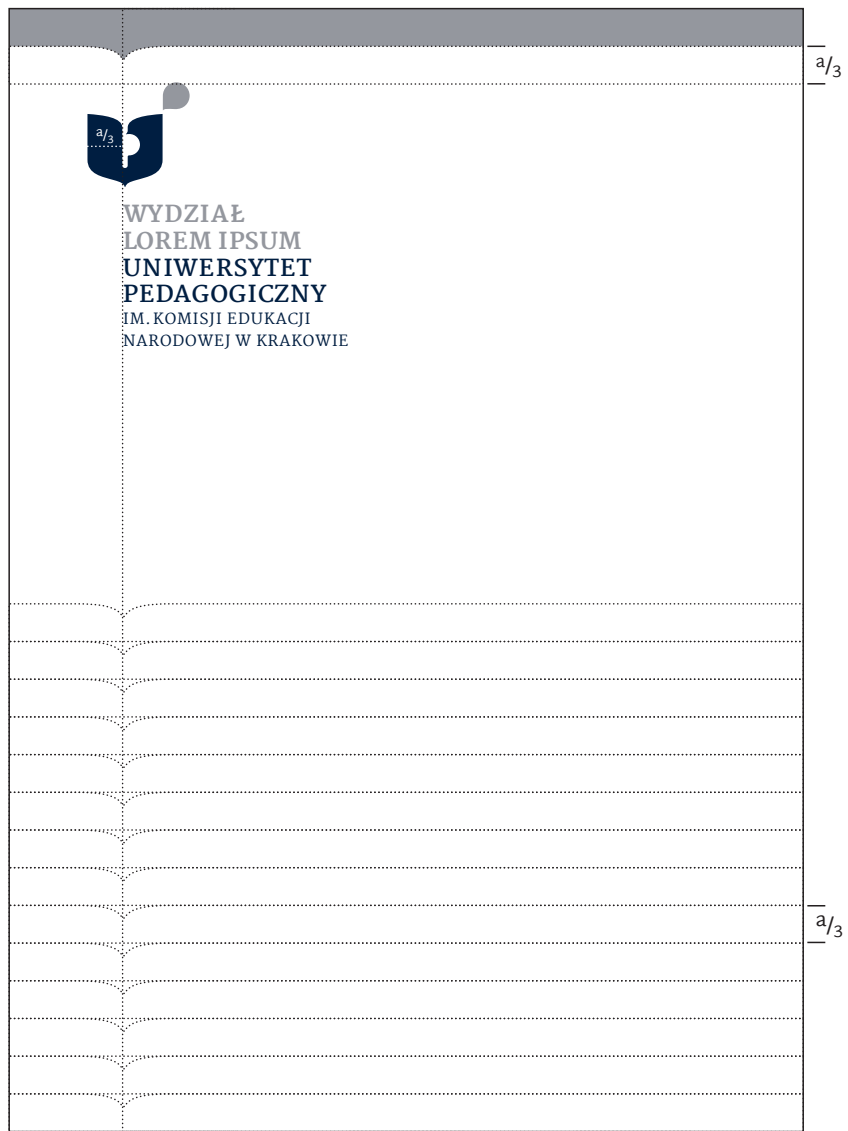 a/3
a/3
WYDZIAŁ
LOREM IPSUM
UNIWERSYTET
PEDAGOGICZNY
IM. KOMISJI EDUKACJI
NARODOWEJ W KRAKOWIE
a/3